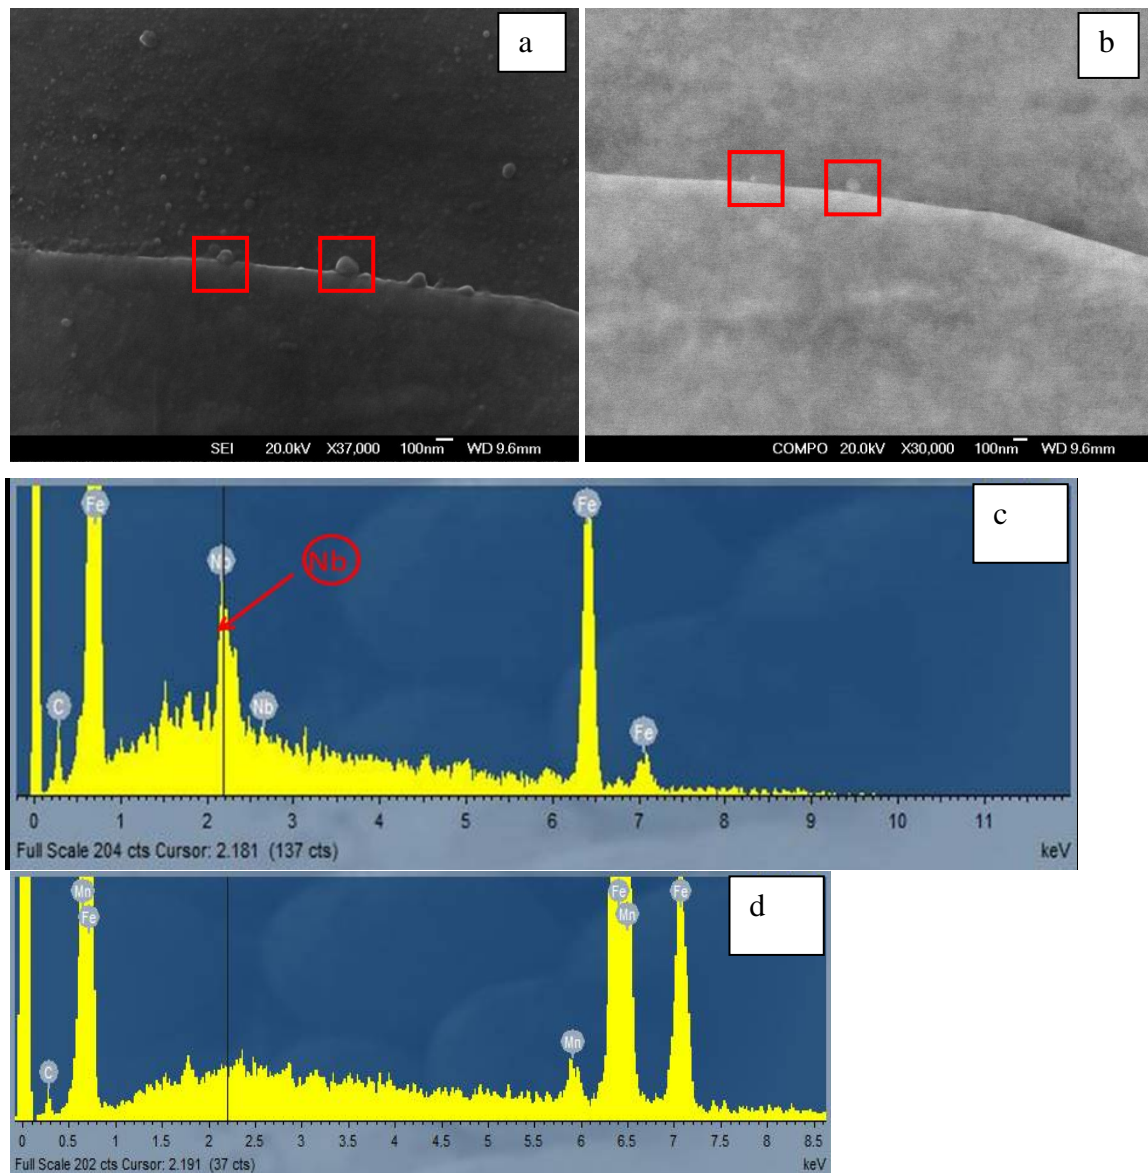 a
b
SEI 20.0kV X37,000 100nm WD 9.6mm
COMPO 20.0kV X30,000 100nm WD 9.6mm
c
Fe Fe
Nb Nb
C Nb Fe
0 1 2 3 4 5 6 7 8 9 10 11
Full Scale 204 cts Cursor: 2.181 (137 cts) keV
d
Mn Fe Fe
Fe Mn
Mn
C
0 0.5 1 1.5 2 2.5 3 3.5 4 4.5 5 5.5 6 6.5 7 7.5 8 8.5
Full Scale 202 cts Cursor: 2.191 (37 cts) keV